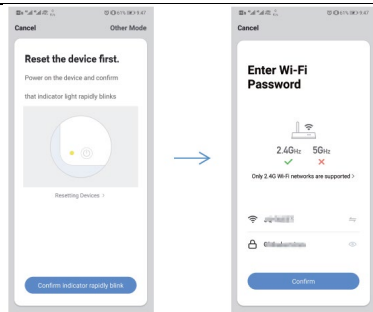 Cancel
Other Mode
Reset the device first.
Power on the device and confirm
that indicator light rapidly blinks
Resetting Devices >
Confirm indicator rapidly blink
Cancel
Enter Wi-Fi
Password
2.4GHz 5GHz
Only 2.4G Wi-Fi networks are supported >
Confirm